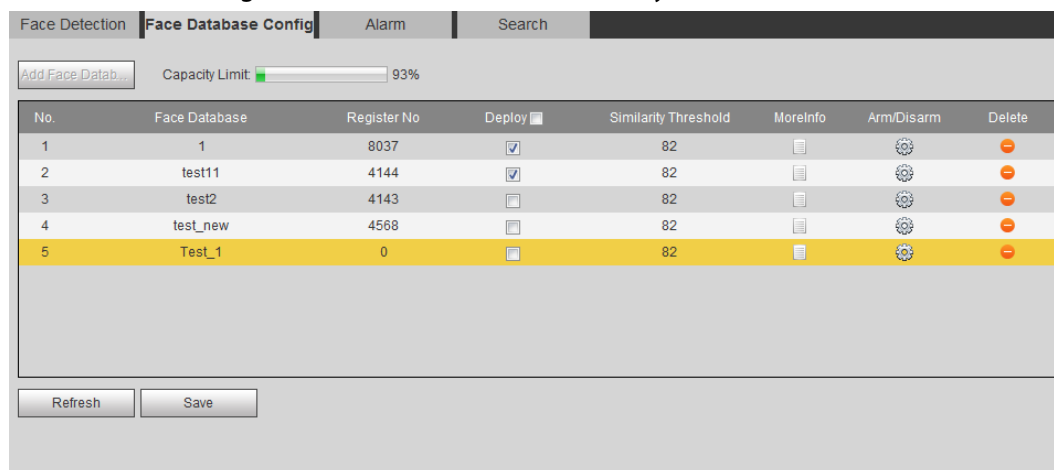 Face Detection Face Database Config Alarm Search
Add Face Datab... Capacity Limit: 93%
No. Face Database Register No Deploy Similarity Threshold MoreInfo Arm/Disarm Delete
1 1 8037 82
2 test11 4144 82
3 test2 4143 82
4 test_new 4568 82
5 Test_1 0 82
Refresh Save